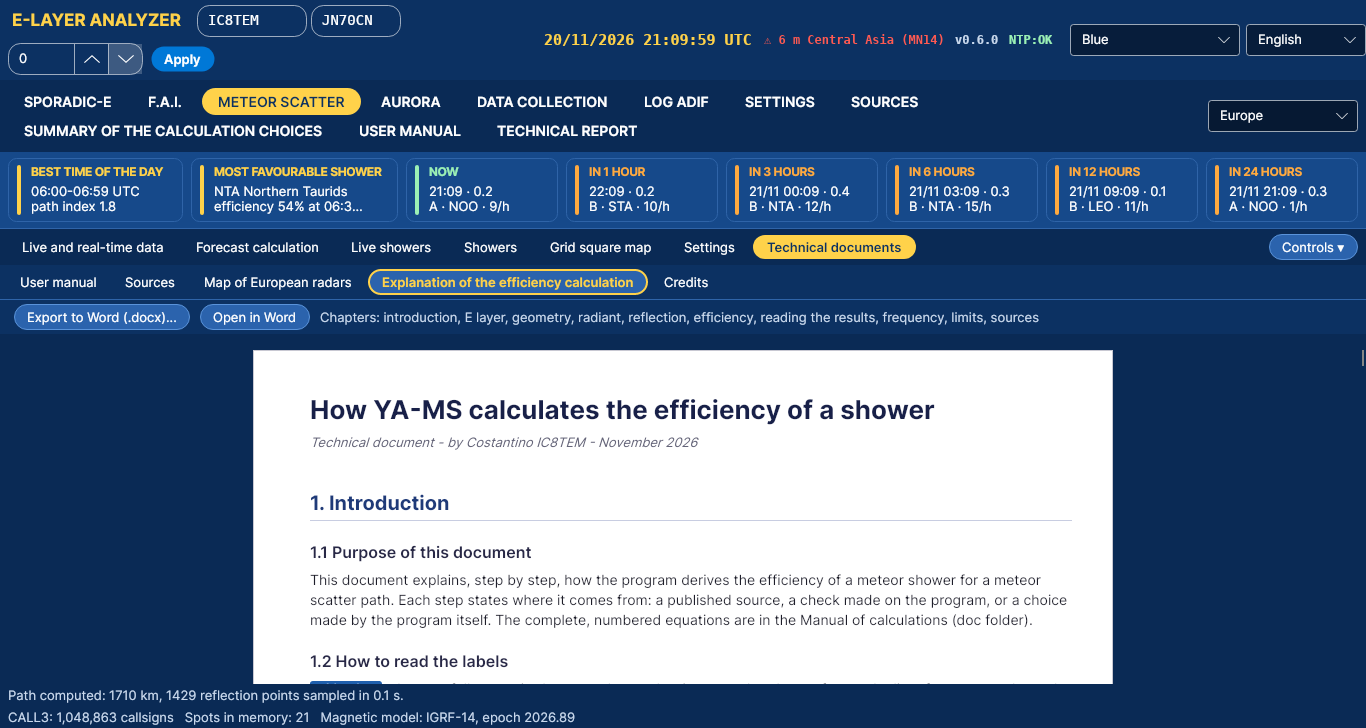 E-LAYER ANALYZER
IC8TEM
JN70CN
20/11/2026 21:09:59 UTC
⚠ 6 m Central Asia (MN14)
v0.6.0
NTP:OK
Blue
English
0
Apply
SPORADIC-E
F.A.I.
METEOR SCATTER
AURORA
DATA COLLECTION
LOG ADIF
SETTINGS
SOURCES
SUMMARY OF THE CALCULATION CHOICES
USER MANUAL
TECHNICAL REPORT
Europe
BEST TIME OF THE DAY
06:00-06:59 UTC
path index 1.8
MOST FAVOURABLE SHOWER
NTA Northern Taurids
efficiency 54% at 06:3...
NOW
21:09 · 0.2
A · NOO · 9/h
IN 1 HOUR
22:09 · 0.2
B · STA · 10/h
IN 3 HOURS
21/11 00:09 · 0.4
B · NTA · 12/h
IN 6 HOURS
21/11 03:09 · 0.3
B · NTA · 15/h
IN 12 HOURS
21/11 09:09 · 0.1
B · LEO · 11/h
IN 24 HOURS
21/11 21:09 · 0.3
A · NOO · 1/h
Live and real-time data
Forecast calculation
Live showers
Showers
Grid square map
Settings
Technical documents
Controls ▾
User manual
Sources
Map of European radars
Explanation of the efficiency calculation
Credits
Export to Word (.docx)...
Open in Word
Chapters: introduction, E layer, geometry, radiant, reflection, efficiency, reading the results, frequency, limits, sources
How YA-MS calculates the efficiency of a shower
Technical document - by Costantino IC8TEM - November 2026
1. Introduction
1.1 Purpose of this document
This document explains, step by step, how the program derives the efficiency of a meteor shower for a meteor
scatter path. Each step states where it comes from: a published source, a check made on the program, or a choice
made by the program itself. The complete, numbered equations are in the Manual of calculations (doc folder).
1.2 How to read the labels
Path computed: 1710 km, 1429 reflection points sampled in 0.1 s.
CALL3: 1,048,863 callsigns
Spots in memory: 21
Magnetic model: IGRF-14, epoch 2026.89